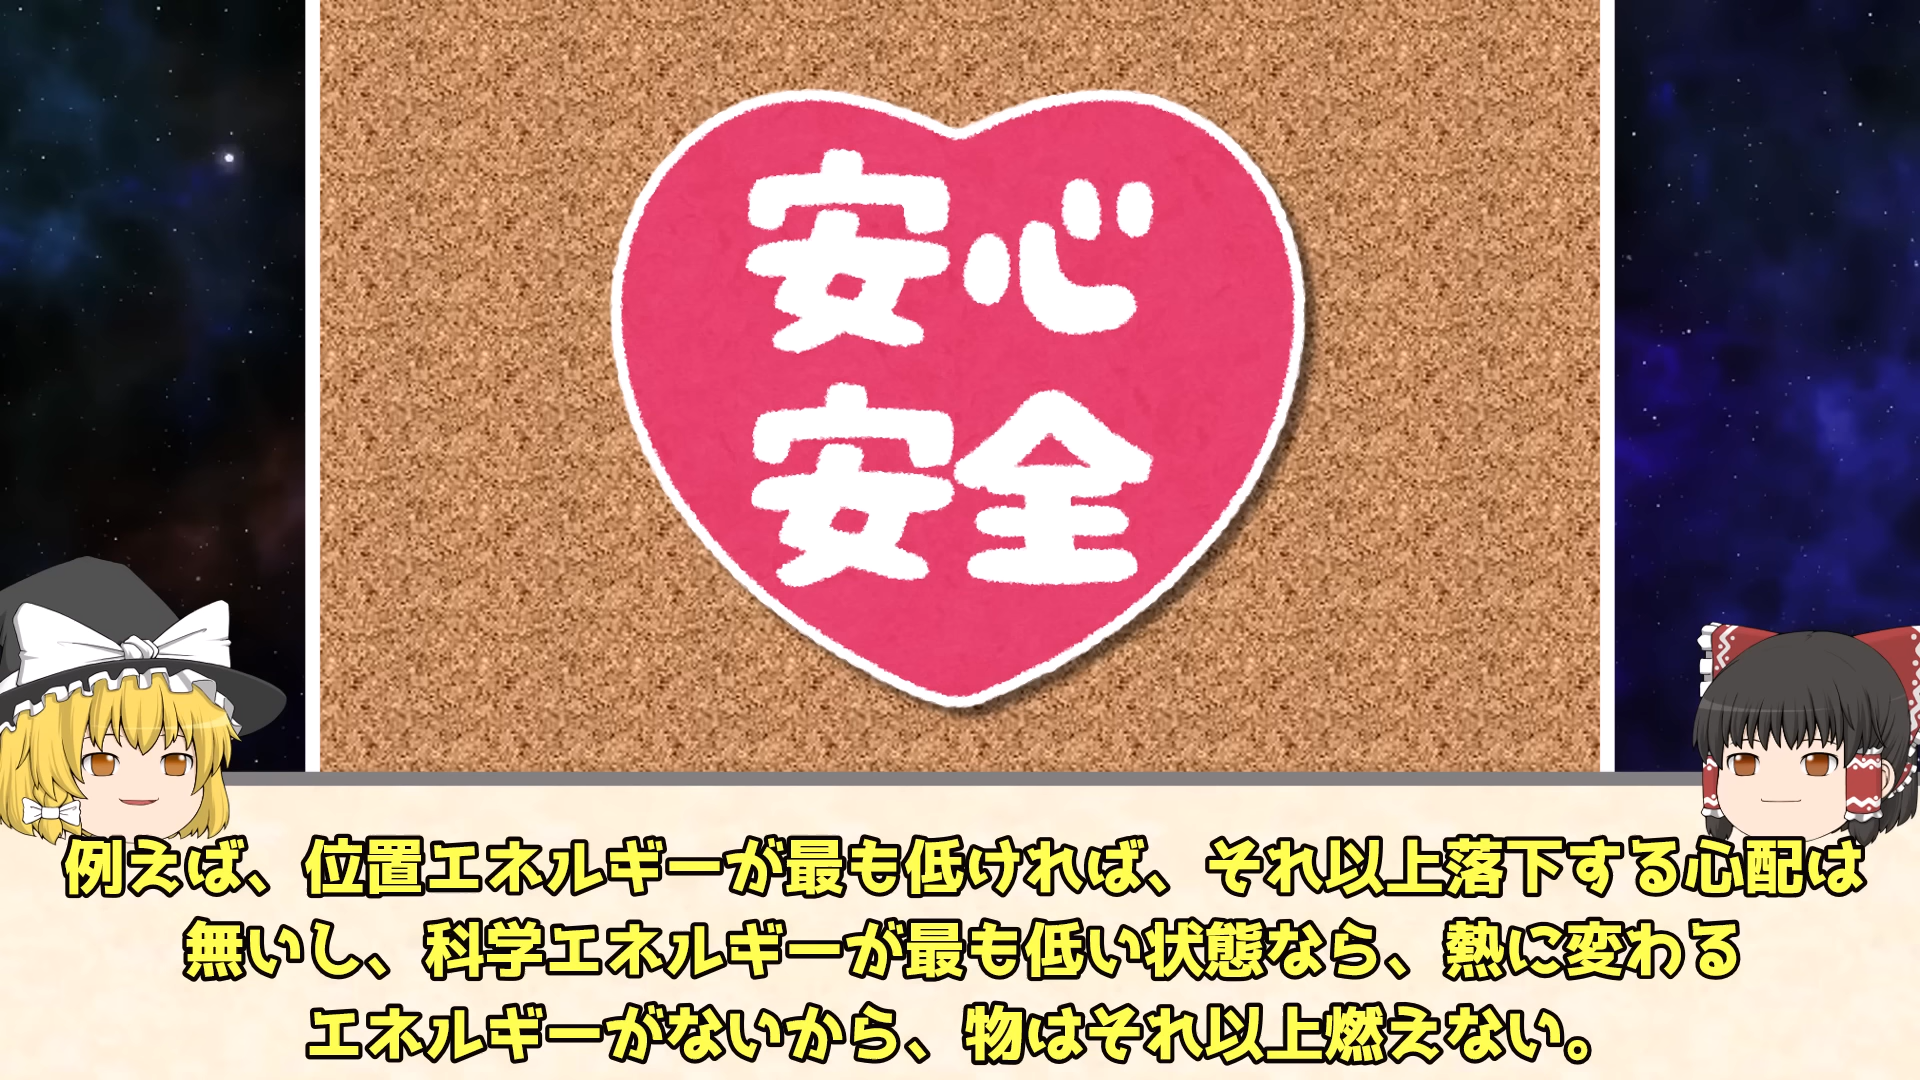 安心
安全
例えば、位置エネルギーが最も低ければ、それ以上落下する心配は
無いし、科学エネルギーが最も低い状態なら、熱に変わる
エネルギーがないから、物はそれ以上燃えない。